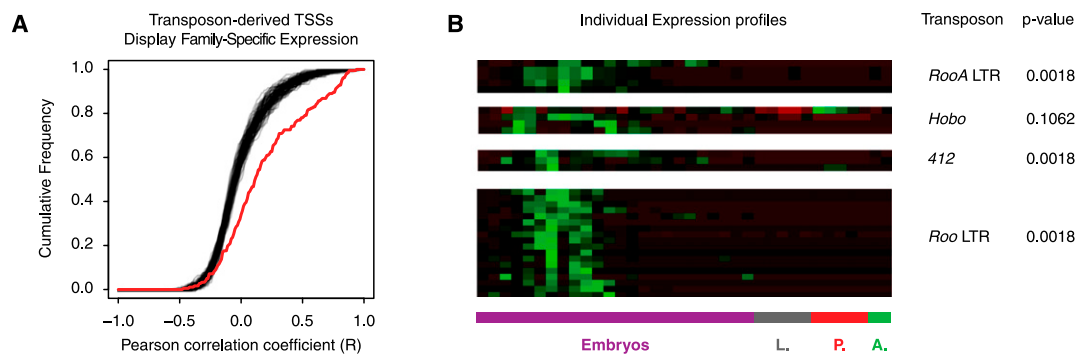 A
Transposon-derived TSSs
Display Family-Specific Expression
Cumulative Frequency
1.0
0.8
0.6
0.4
0.2
0.0
−1.0 −0.5 0.0 0.5 1.0
Pearson correlation coefficient (R)
B
Individual Expression profiles
Transposon p-value
RooA LTR 0.0018
Hobo 0.1062
412 0.0018
Roo LTR 0.0018
Embryos L. P. A.